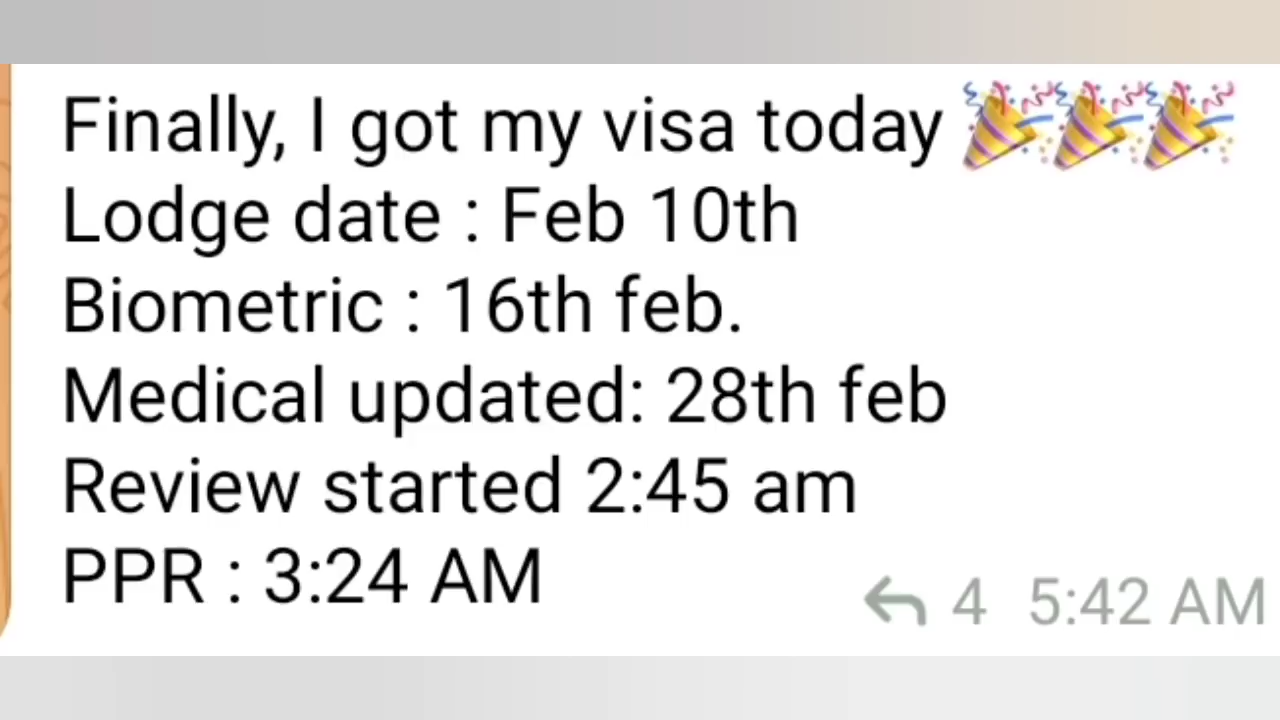 Finally, I got my visa today 🎉🎉🎉
Lodge date : Feb 10th
Biometric : 16th feb.
Medical updated: 28th feb
Review started 2:45 am
PPR : 3:24 AM
4 5:42 AM